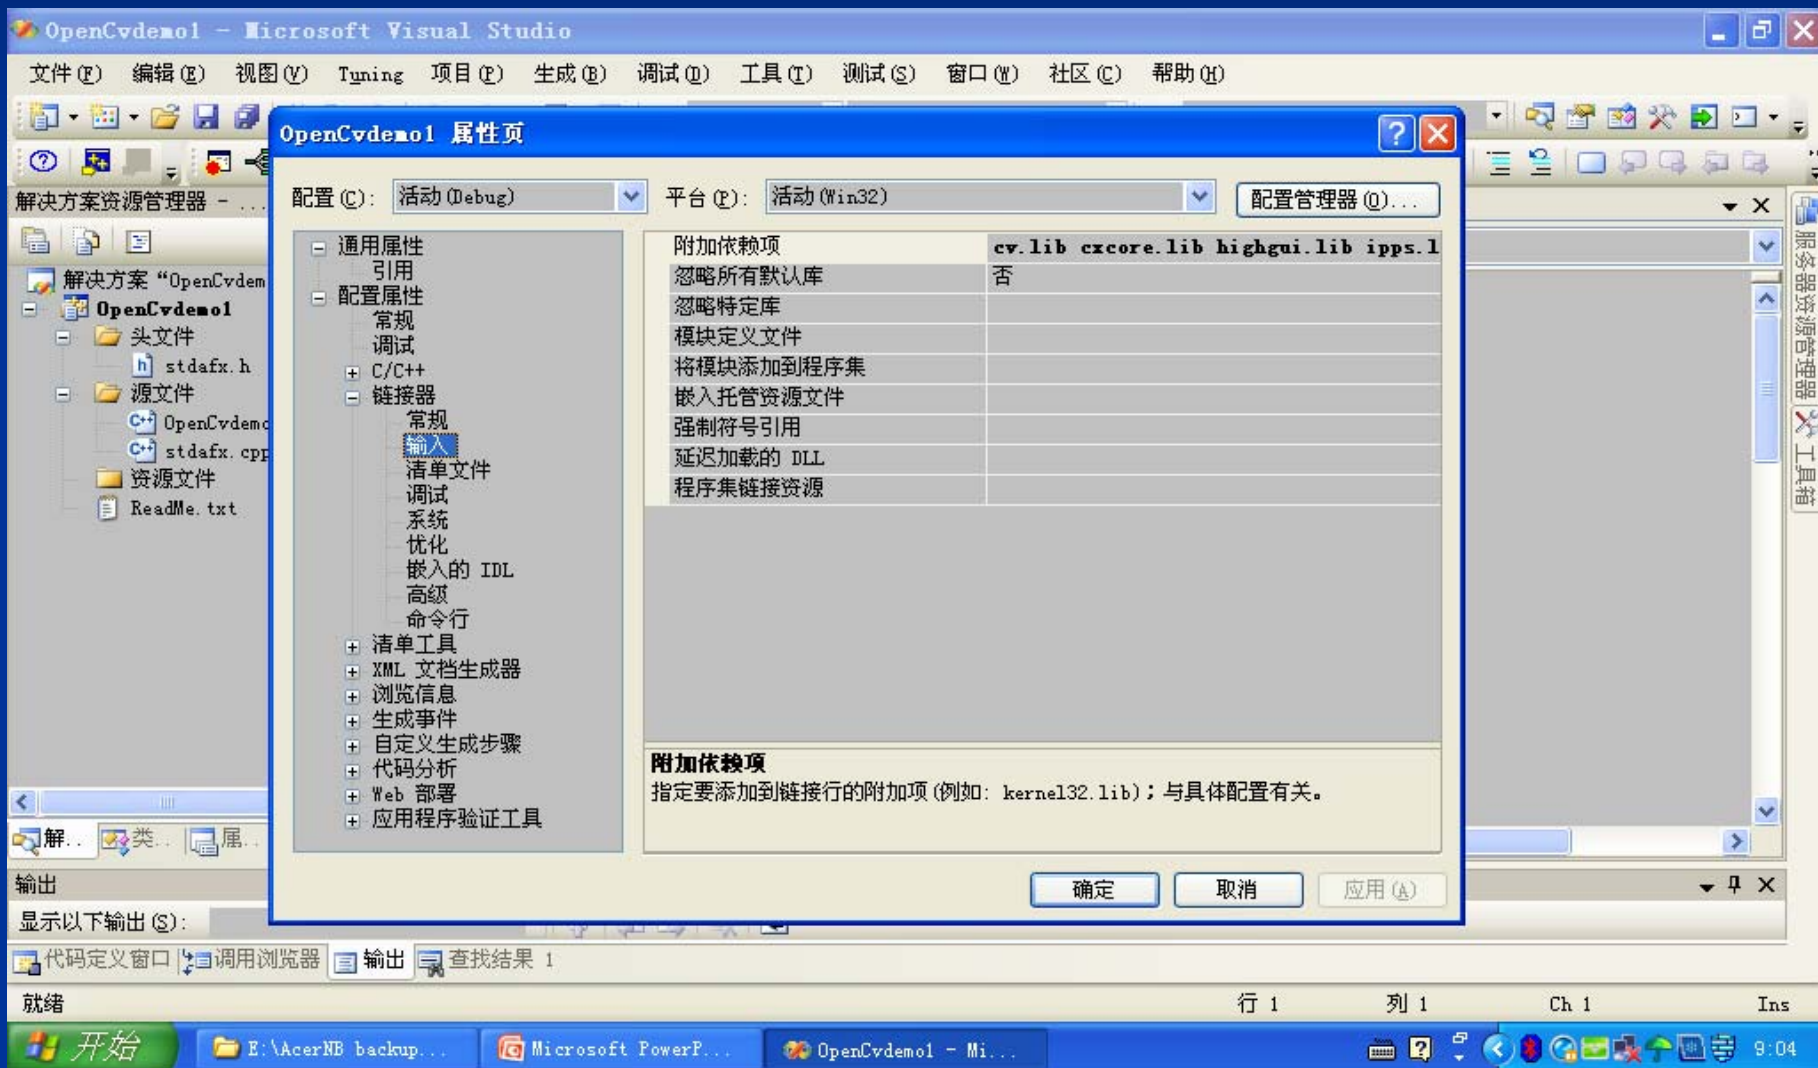 OpenCvdemo1 - Microsoft Visual Studio
文件(F) 编辑(E) 视图(V) Tuning 项目(P) 生成(B) 调试(D) 工具(T) 测试(S) 窗口(W) 社区(C) 帮助(H)
OpenCvdemo1 属性页
配置(C): 活动(Debug) 平台(P): 活动(Win32) 配置管理器(O)...
解决方案资源管理器 - ...
解决方案 “OpenCvdem
OpenCvdemo1
头文件
stdafx.h
源文件
OpenCvdemo
stdafx.cpp
资源文件
ReadMe.txt
通用属性
引用
配置属性
常规
调试
C/C++
链接器
常规
输入
清单文件
调试
系统
优化
嵌入的 IDL
高级
命令行
清单工具
XML 文档生成器
浏览信息
生成事件
自定义生成步骤
代码分析
Web 部署
应用程序验证工具
附加依赖项 cv.lib cxcore.lib highgui.lib ipps.l
忽略所有默认库 否
忽略特定库
模块定义文件
将模块添加到程序集
嵌入托管资源文件
强制符号引用
延迟加载的 DLL
程序集链接资源
附加依赖项
指定要添加到链接行的附加项(例如: kernel32.lib)；与具体配置有关。
确定 取消 应用(A)
服务器资源管理器
工具箱
解.. 类.. 属..
输出
显示以下输出(S):
代码定义窗口 调用浏览器 输出 查找结果 1
就绪 行 1 列 1 Ch 1 Ins
开始 E:\AcerNB backup... Microsoft PowerP... OpenCvdemo1 - Mi... 9:04